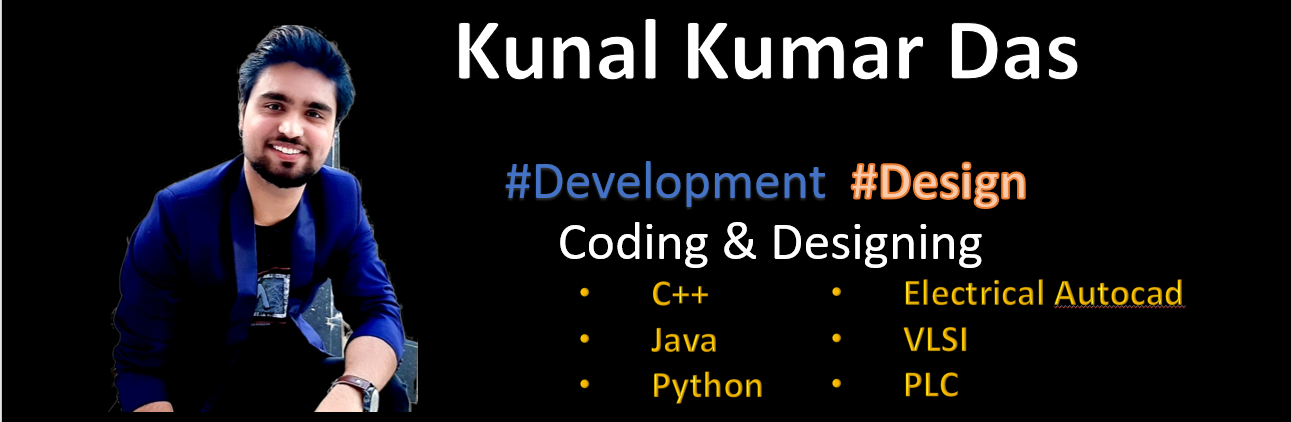 Kunal Kumar Das
#Development #Design
Coding & Designing
• C++ • Electrical Autocad
• Java • VLSI
• Python • PLC